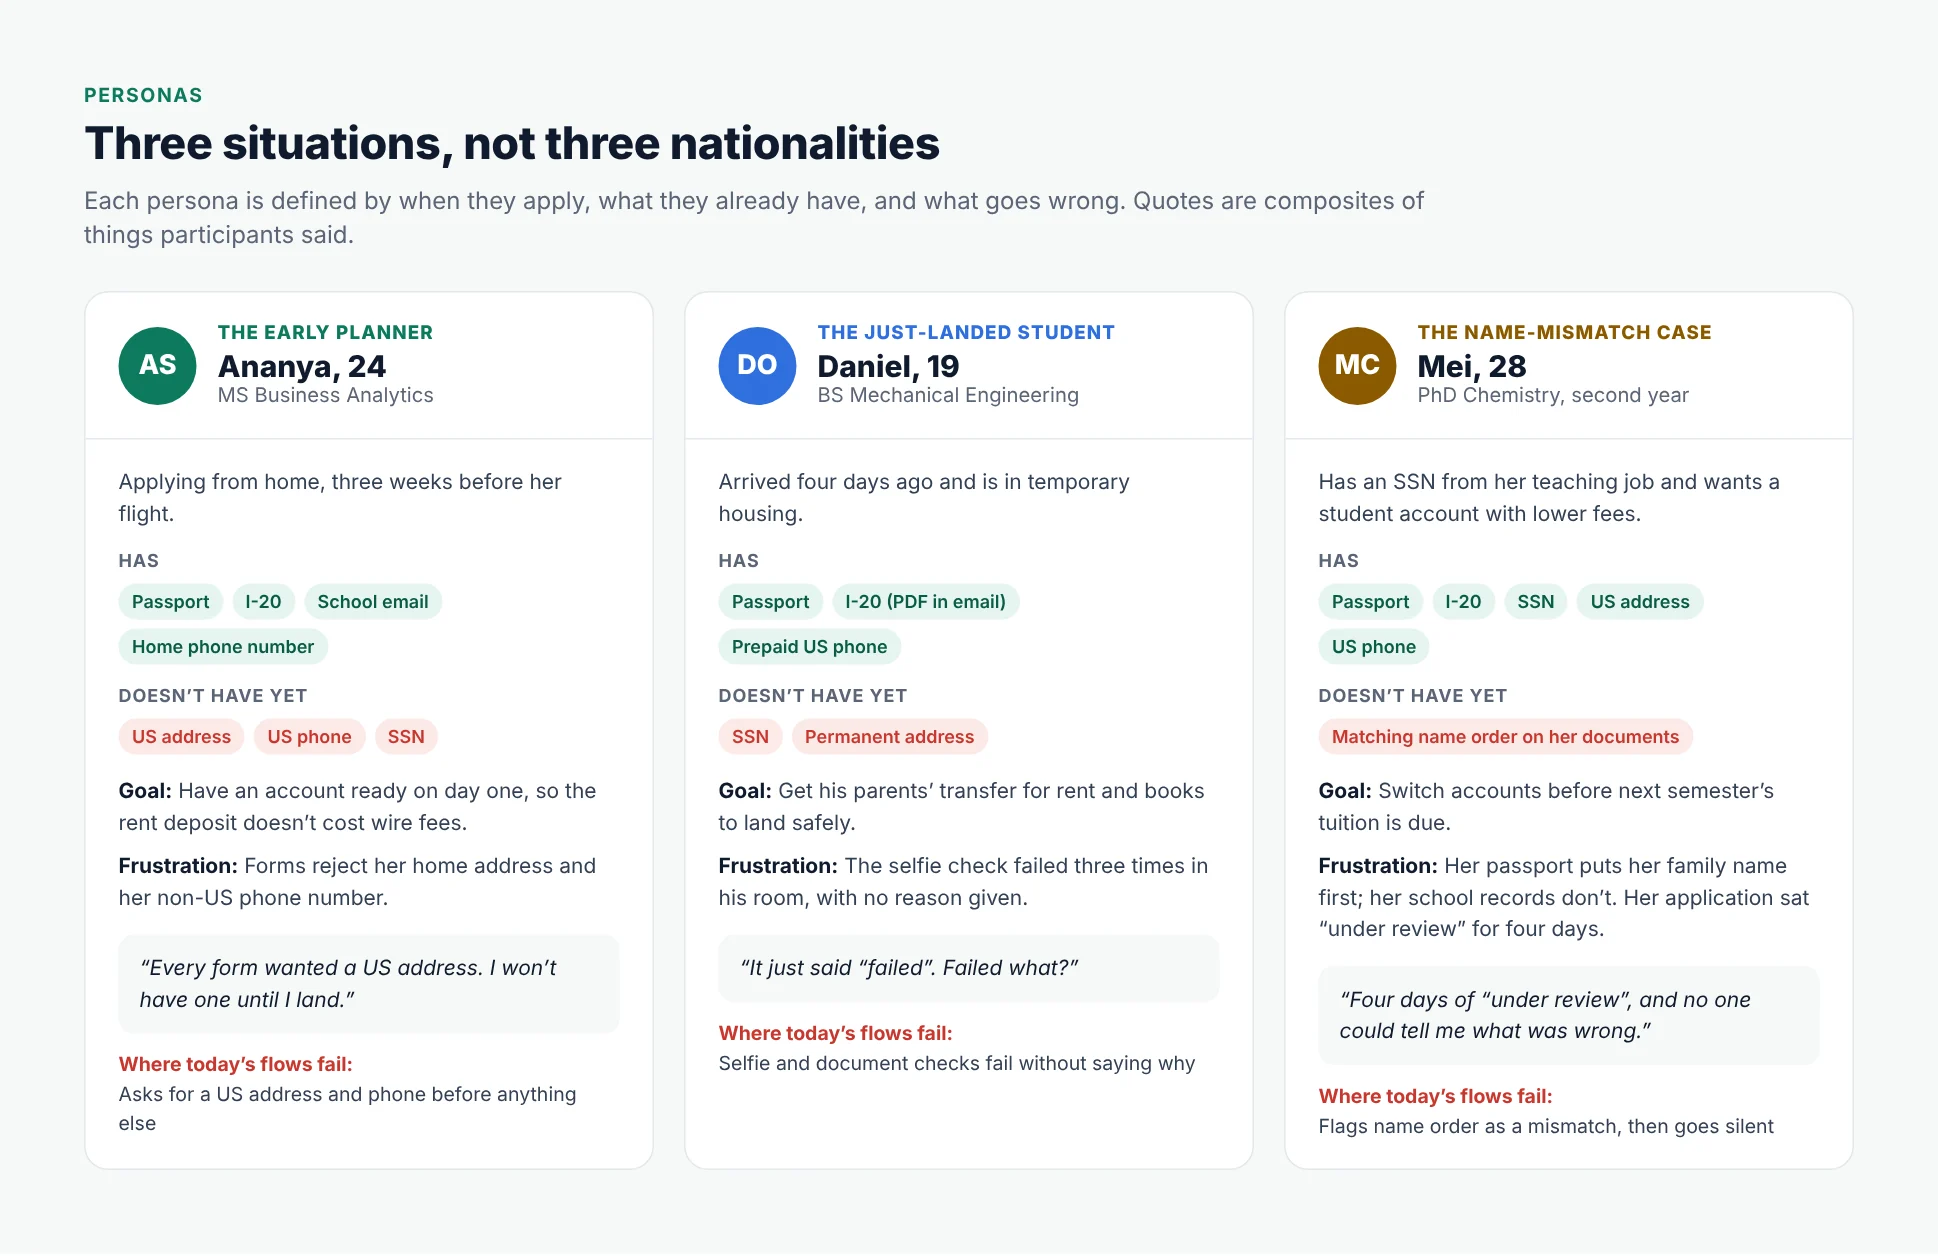 PERSONAS
Three situations, not three nationalities
Each persona is defined by when they apply, what they already have, and what goes wrong. Quotes are composites of
things participants said.
AS
THE EARLY PLANNER
Ananya, 24
MS Business Analytics
Applying from home, three weeks before her
flight.
HAS
Passport I-20 School email
Home phone number
DOESN’T HAVE YET
US address US phone SSN
Goal: Have an account ready on day one, so the
rent deposit doesn’t cost wire fees.
Frustration: Forms reject her home address and
her non-US phone number.
“Every form wanted a US address. I won’t
have one until I land.”
Where today’s flows fail:
Asks for a US address and phone before anything
else
DO
THE JUST-LANDED STUDENT
Daniel, 19
BS Mechanical Engineering
Arrived four days ago and is in temporary
housing.
HAS
Passport I-20 (PDF in email)
Prepaid US phone
DOESN’T HAVE YET
SSN Permanent address
Goal: Get his parents’ transfer for rent and books
to land safely.
Frustration: The selfie check failed three times in
his room, with no reason given.
“It just said “failed”. Failed what?”
Where today’s flows fail:
Selfie and document checks fail without saying why
MC
THE NAME-MISMATCH CASE
Mei, 28
PhD Chemistry, second year
Has an SSN from her teaching job and wants a
student account with lower fees.
HAS
Passport I-20 SSN US address
US phone
DOESN’T HAVE YET
Matching name order on her documents
Goal: Switch accounts before next semester’s
tuition is due.
Frustration: Her passport puts her family name
first; her school records don’t. Her application sat
“under review” for four days.
“Four days of “under review”, and no one
could tell me what was wrong.”
Where today’s flows fail:
Flags name order as a mismatch, then goes silent